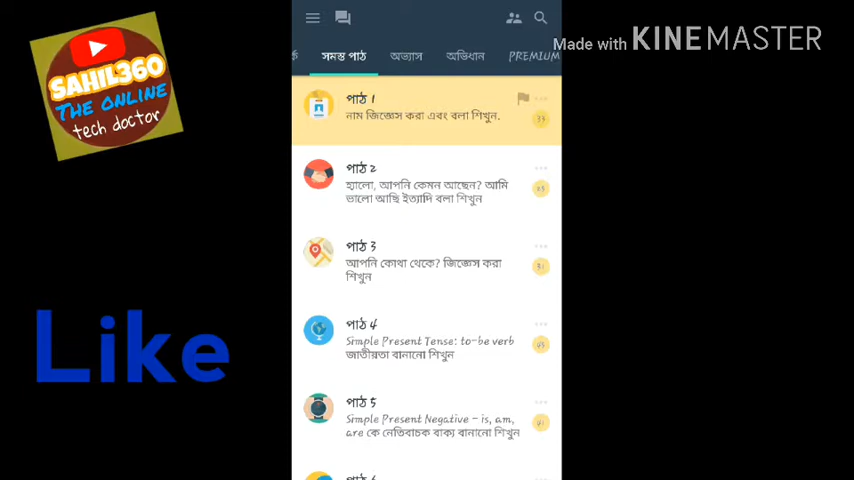 Made with KINEMASTER
SAHIL360
THE ONLINE
tech doctor
সমস্ত পাঠ অভ্যাস অভিধান PREMIUM
পাঠ 1
নাম জিজ্ঞেস করা এবং বলা শিখুন.
33
পাঠ 2
হ্যালো, আপনি কেমন আছেন? আমি
ভালো আছি ইত্যাদি বলা শিখুন
পাঠ 3
আপনি কোথা থেকে? জিজ্ঞেস করা
শিখুন
পাঠ 4
Simple Present Tense: to-be verb
জাতীয়তা বানানো শিখুন
পাঠ 5
Simple Present Negative - is, am,
are কে নেতিবাচক বাক্য বানানো শিখুন
Like